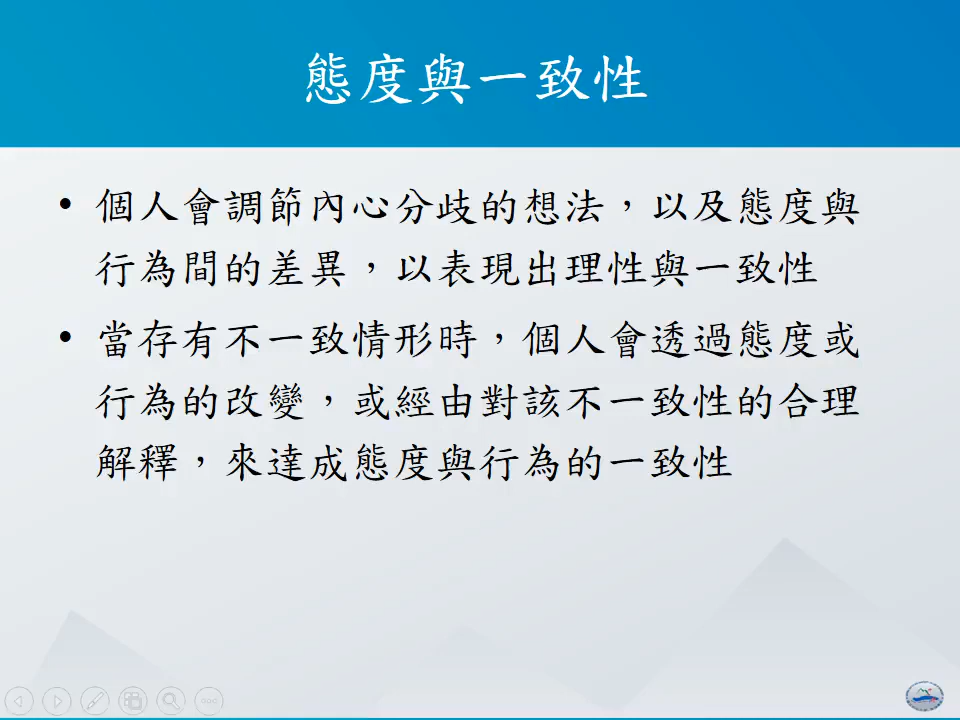 態度與一致性
• 個人會調節內心分歧的想法，以及態度與
行為間的差異，以表現出理性與一致性
• 當存有不一致情形時，個人會透過態度或
行為的改變，或經由對該不一致性的合理
解釋，來達成態度與行為的一致性